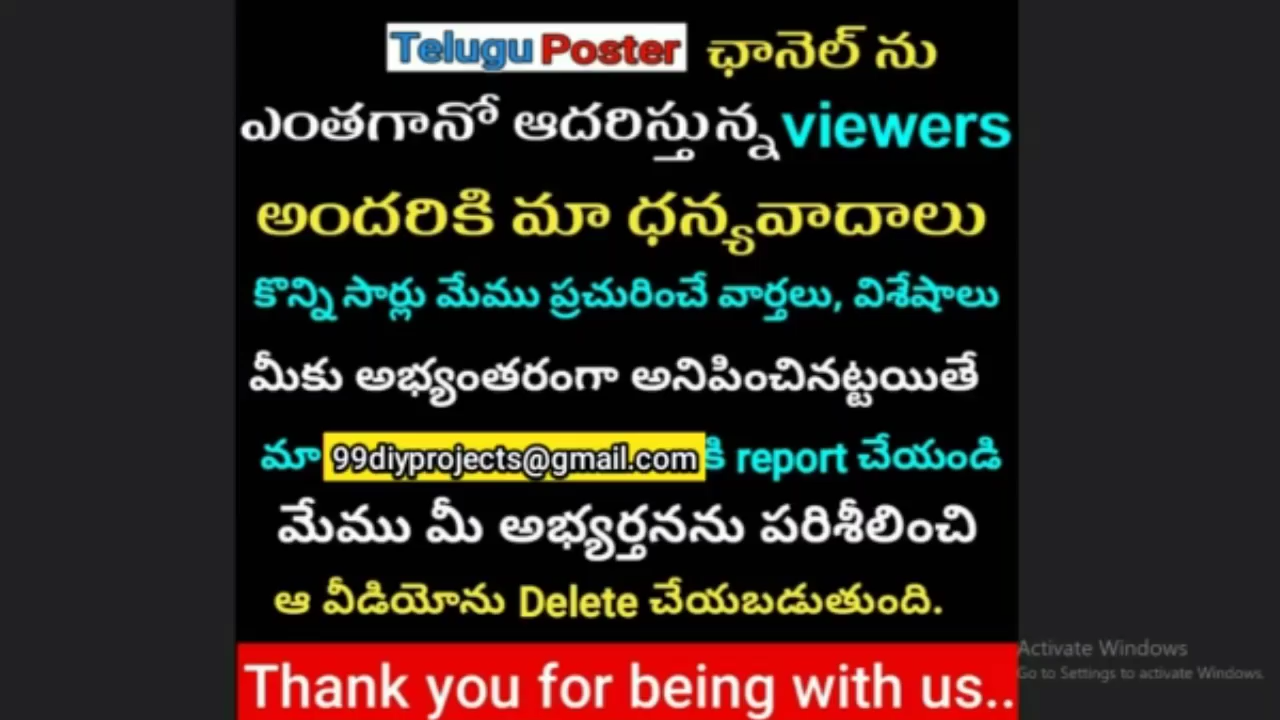 Telugu Poster ఛానెల్ ను
ఎంతగానో ఆదరిస్తున్న viewers
అందరికి మా ధన్యవాదాలు
కొన్ని సార్లు మేము ప్రచురించే వార్తలు, విశేషాలు
మీకు అభ్యంతరంగా అనిపించినట్టయితే
మా 99diyprojects@gmail.com కి report చేయండి
మేము మీ అభ్యర్తనను పరిశీలించి
ఆ వీడియోను Delete చేయబడుతుంది.
Thank you for being with us..
Activate Windows
Go to Settings to activate Windows.